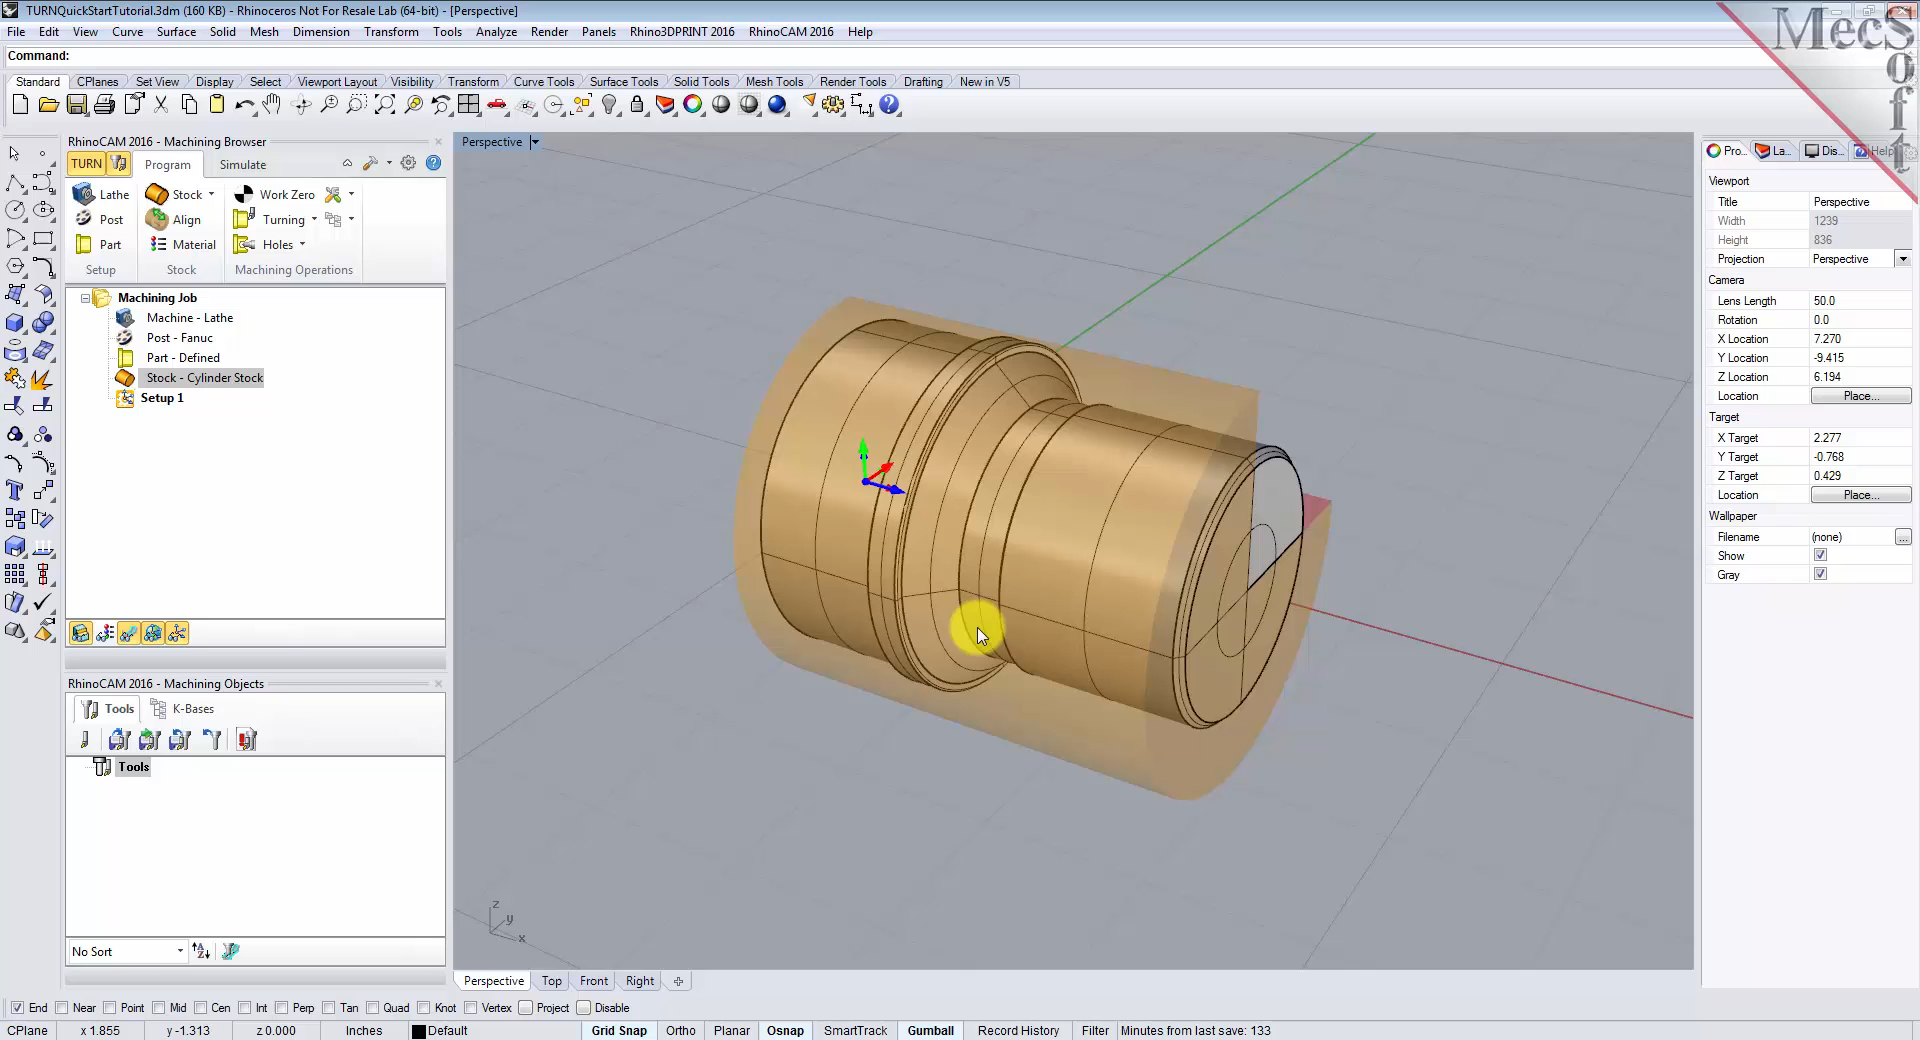 TURNQuickStartTutorial.3dm (160 KB) - Rhinoceros Not For Resale Lab (64-bit) - [Perspective]
File Edit View Curve Surface Solid Mesh Dimension Transform Tools Analyze Render Panels Rhino3DPRINT 2016 RhinoCAM 2016 Help
MecSoft
Command:
Standard CPlanes Set View Display Select Viewport Layout Visibility Transform Curve Tools Surface Tools Solid Tools Mesh Tools Render Tools Drafting New in V5
RhinoCAM 2016 - Machining Browser
TURN Program Simulate
Lathe Stock Work Zero
Post Align Turning
Part Material Holes
Setup Stock Machining Operations
Machining Job
Machine - Lathe
Post - Fanuc
Part - Defined
Stock - Cylinder Stock
Setup 1
RhinoCAM 2016 - Machining Objects
Tools K-Bases
Tools
No Sort
Perspective
z
y
x
Perspective Top Front Right
Pro... La... Dis... Help
Viewport
Title Perspective
Width 1239
Height 836
Projection Perspective
Camera
Lens Length 50.0
Rotation 0.0
X Location 7.270
Y Location -9.415
Z Location 6.194
Location Place...
Target
X Target 2.277
Y Target -0.768
Z Target 0.429
Location Place...
Wallpaper
Filename (none) ...
Show
Gray
End Near Point Mid Cen Int Perp Tan Quad Knot Vertex Project Disable
CPlane x 1.855 y -1.313 z 0.000 Inches Default Grid Snap Ortho Planar Osnap SmartTrack Gumball Record History Filter Minutes from last save: 133